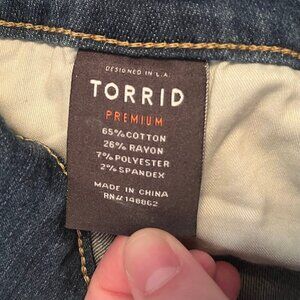 DESIGNED IN L.A.
TORRID
PREMIUM
65% COTTON
26% RAYON
7% POLYESTER
2% SPANDEX
MADE IN CHINA
RN# 148862